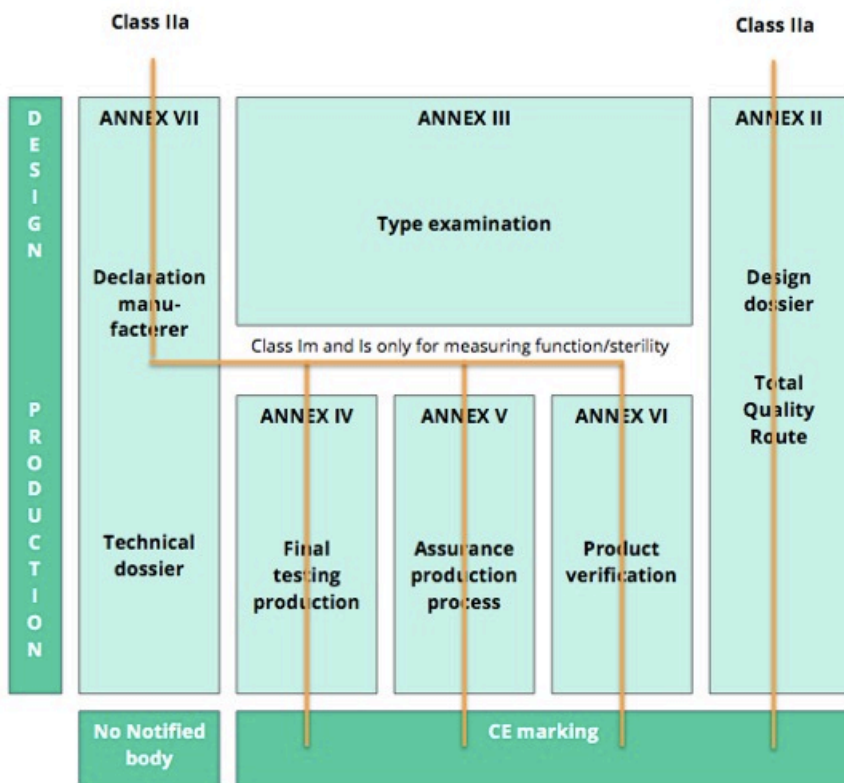 Class IIa
Class IIa
DESIGN
PRODUCTION
ANNEX VII
Declaration
manu-
facterer
Technical
dossier
ANNEX III
Type examination
Class Im and Is only for measuring function/sterility
ANNEX IV
Final
testing
production
ANNEX V
Assurance
production
process
ANNEX VI
Product
verification
ANNEX II
Design
dossier
Total
Quality
Route
No Notified
body
CE marking